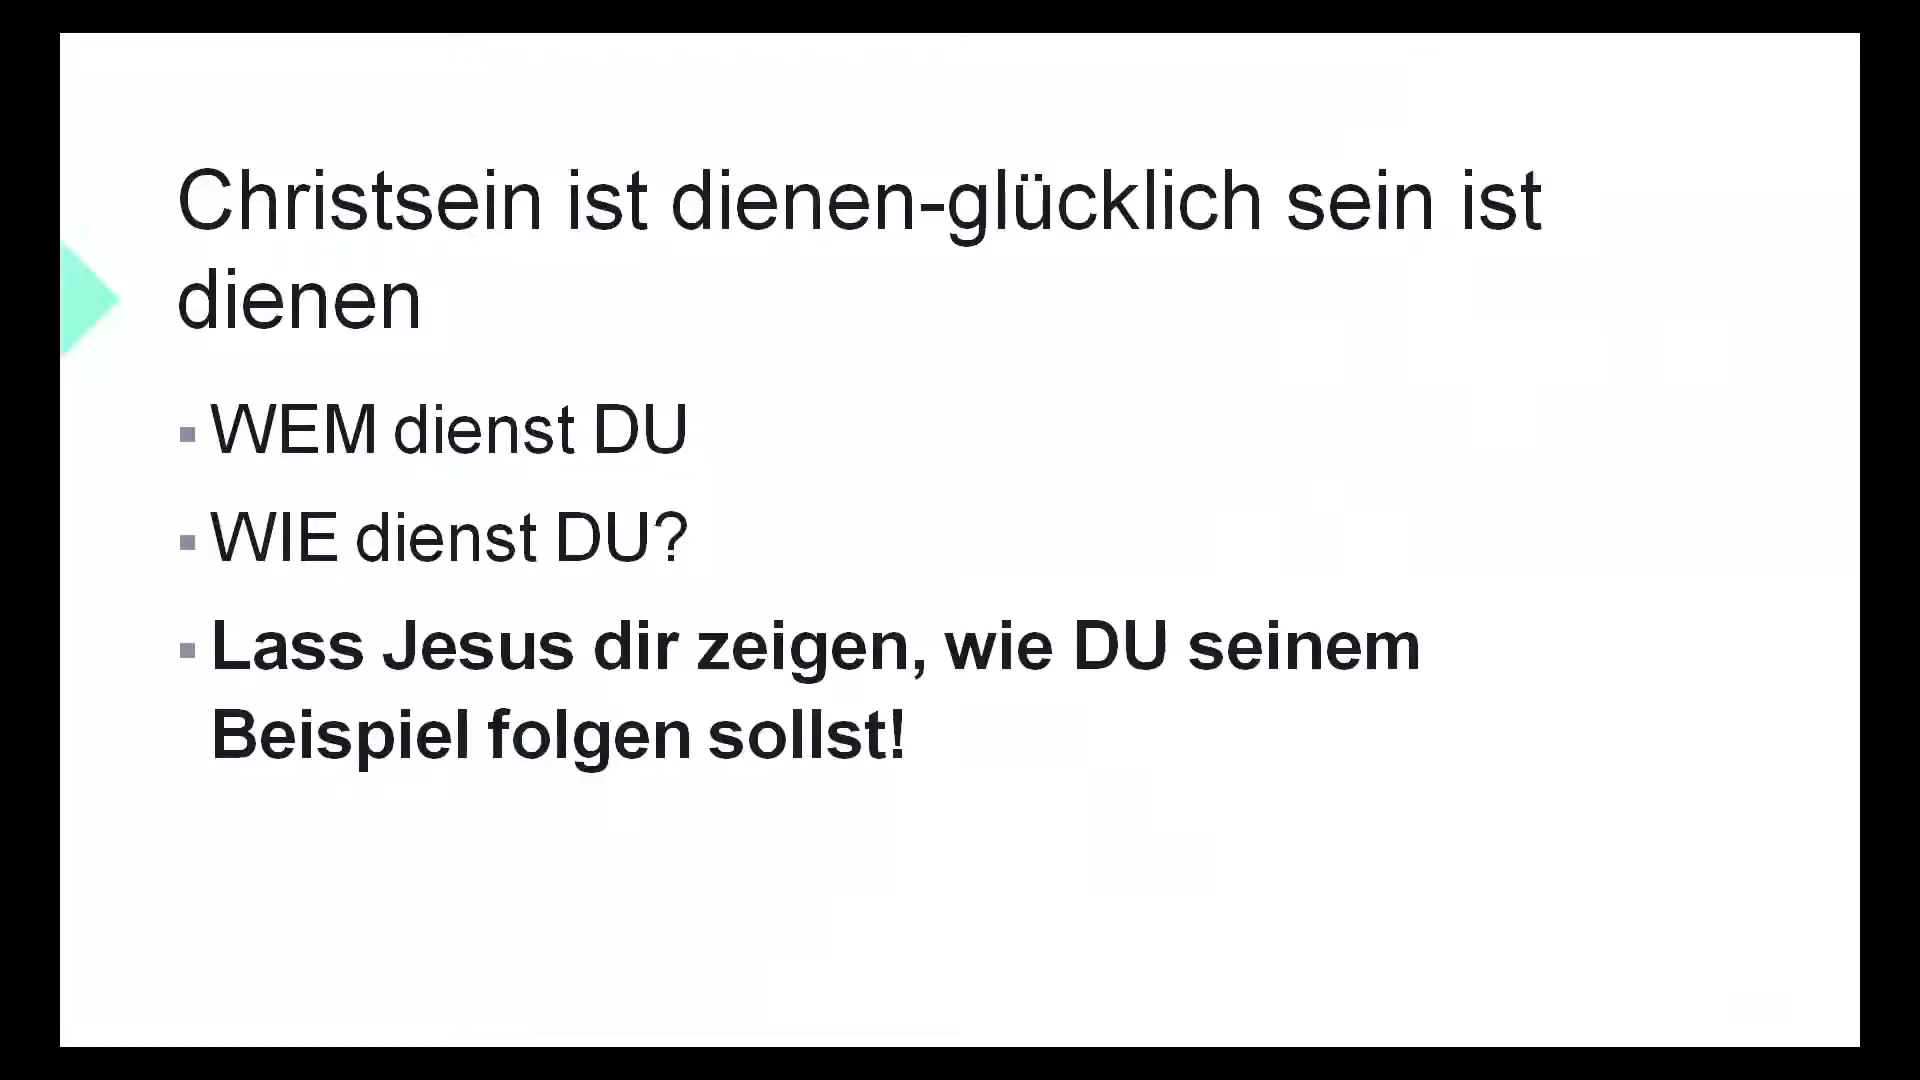 Christsein ist dienen-glücklich sein ist
dienen
WEM dienst DU
WIE dienst DU?
Lass Jesus dir zeigen, wie DU seinem
Beispiel folgen sollst!